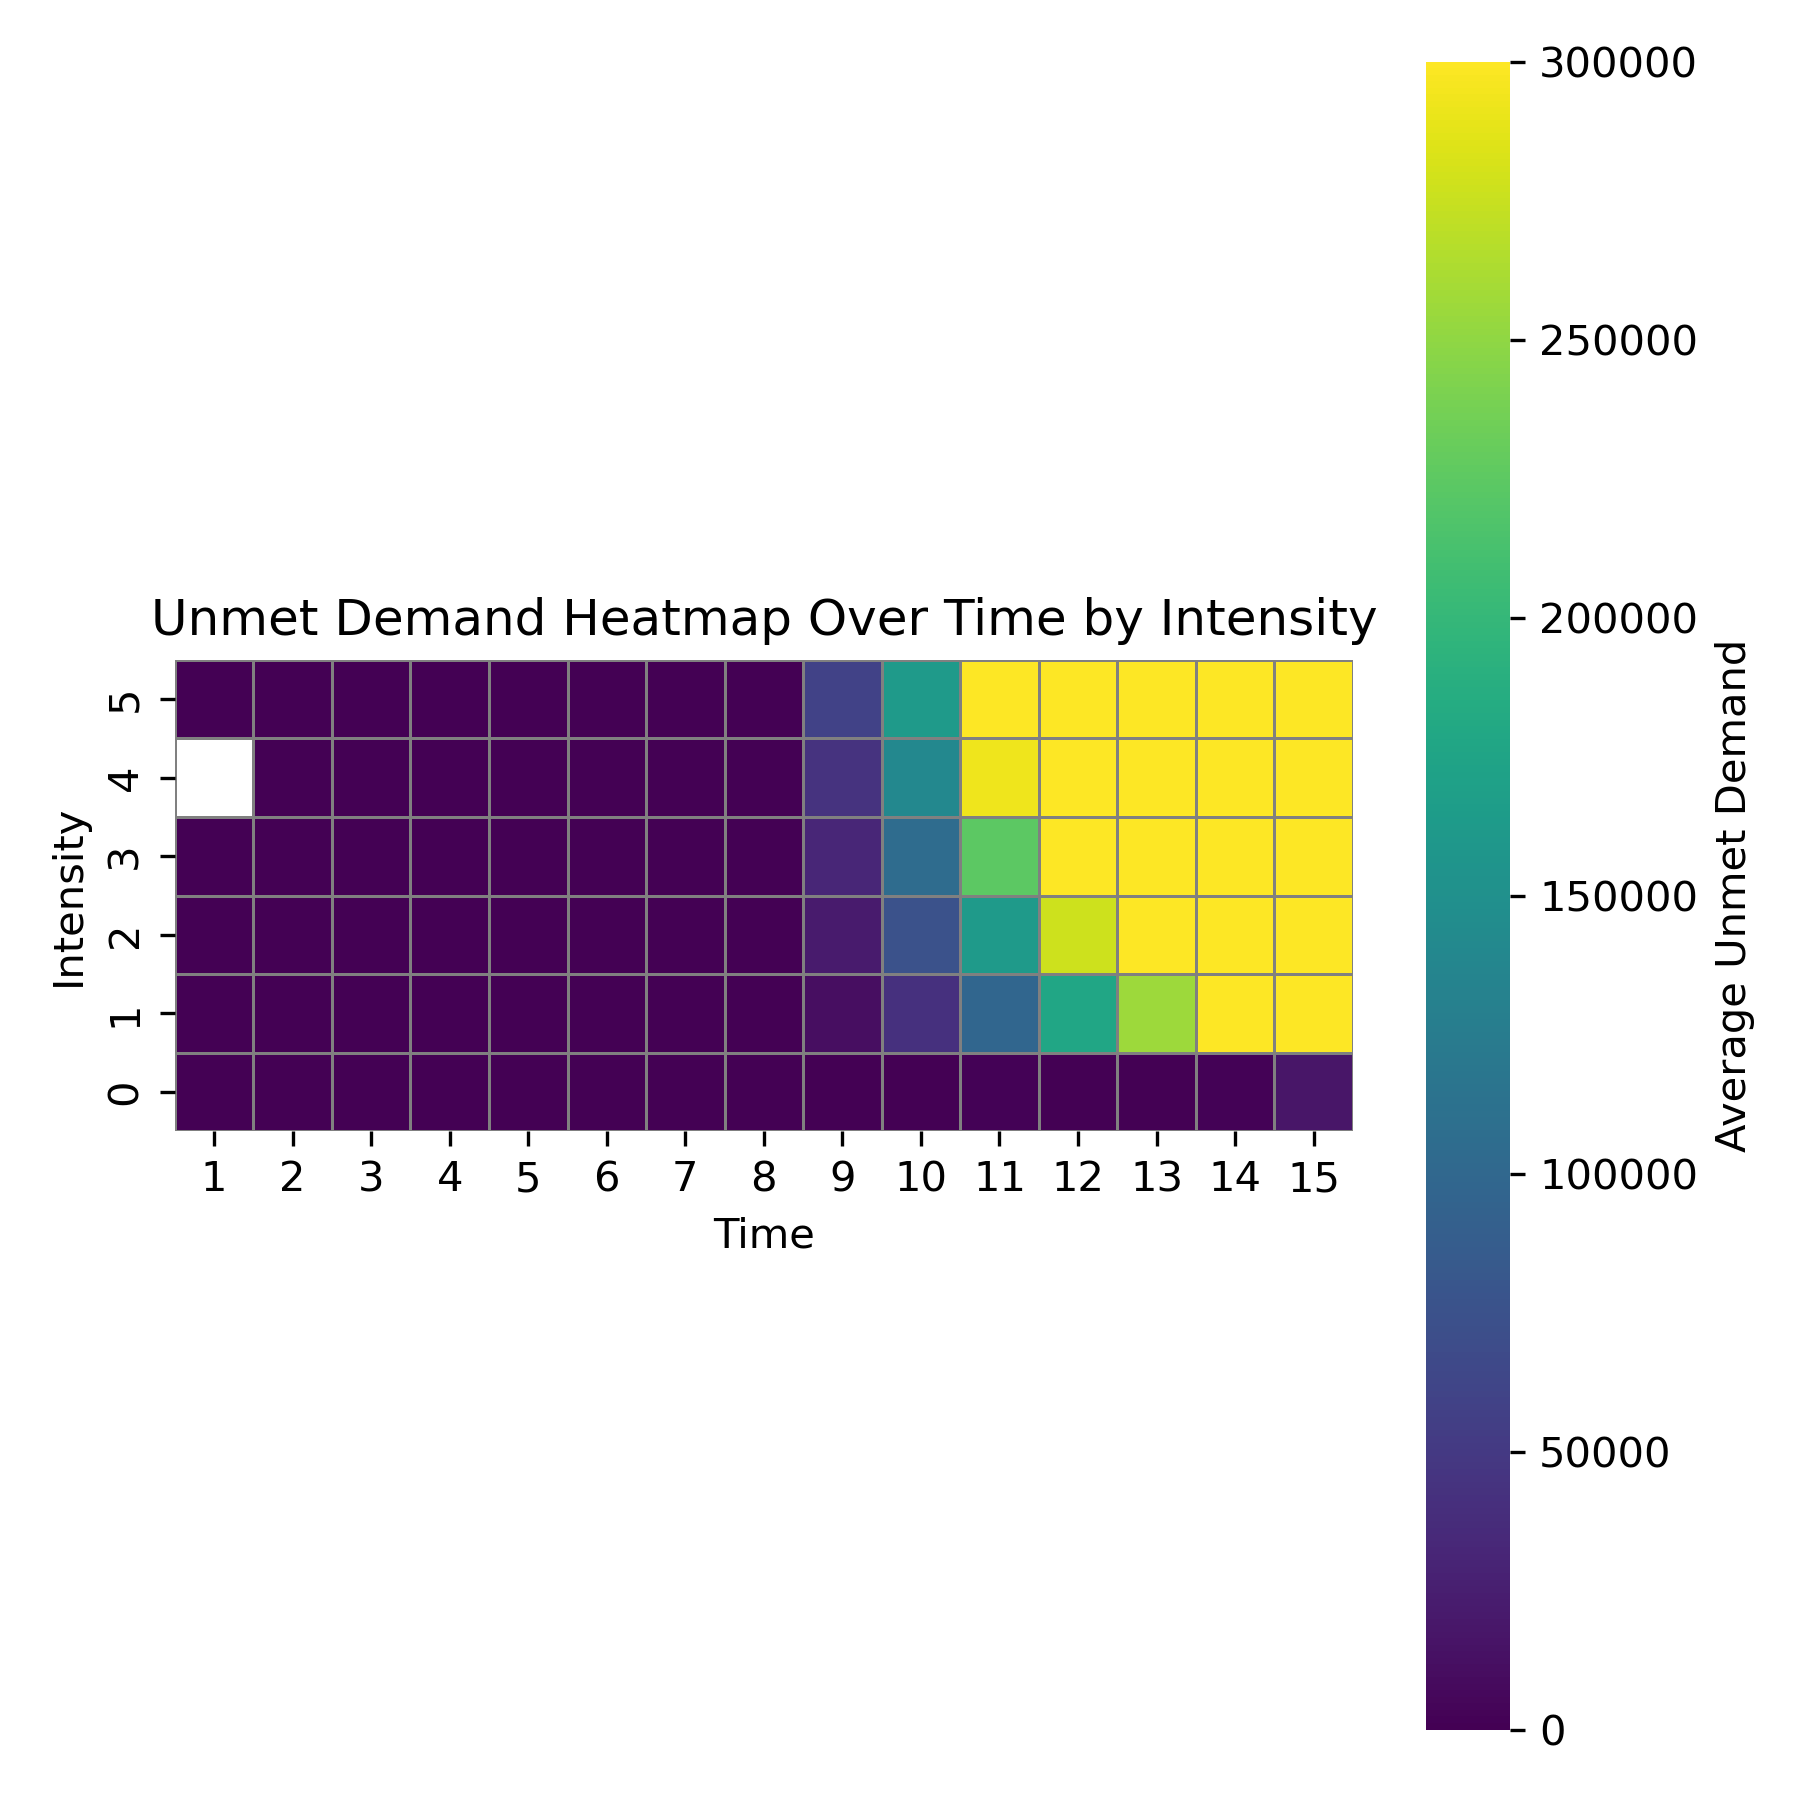 Unmet Demand Heatmap Over Time by Intensity
Intensity
5
4
3
2
1
0
1 2 3 4 5 6 7 8 9 10 11 12 13 14 15
Time
300000
250000
200000
150000
100000
50000
0
Average Unmet Demand